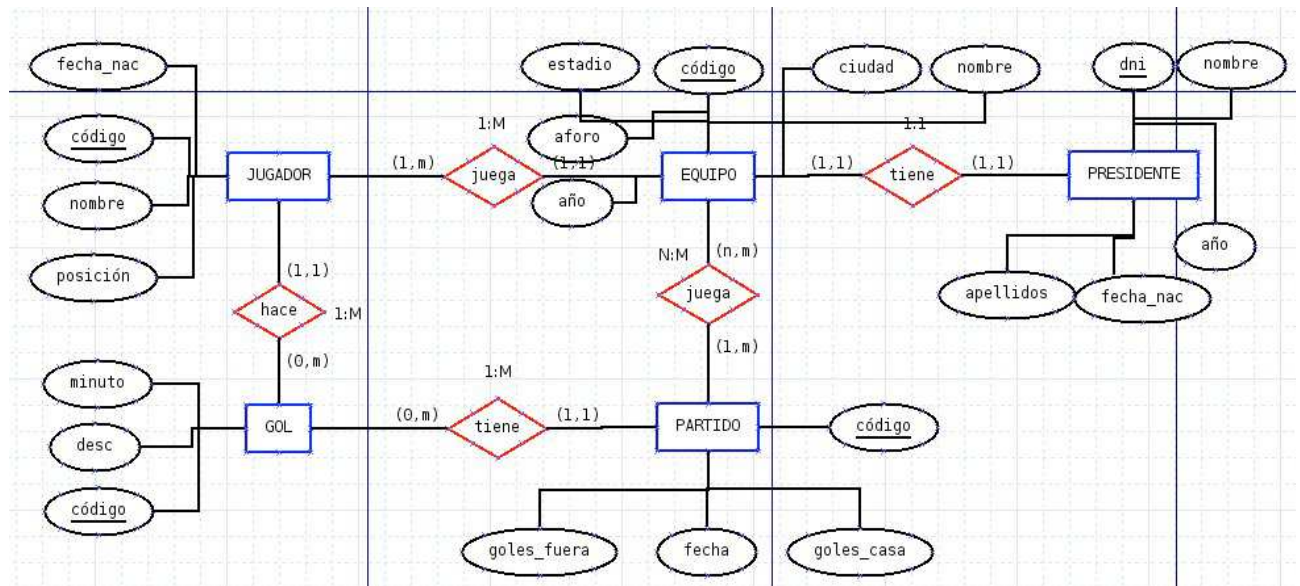 fecha_nac
estadio
código
ciudad
nombre
dni
nombre
código
1:M
aforo
1:1
JUGADOR
(1,m)
juega
(1,1)
EQUIPO
(1,1)
tiene
(1,1)
PRESIDENTE
nombre
año
año
posición
(1,1)
N:M
(n,m)
hace
1:M
juega
apellidos
fecha_nac
(0,m)
(1,m)
minuto
1:M
GOL
(0,m)
tiene
(1,1)
PARTIDO
código
desc
código
goles_fuera
fecha
goles_casa